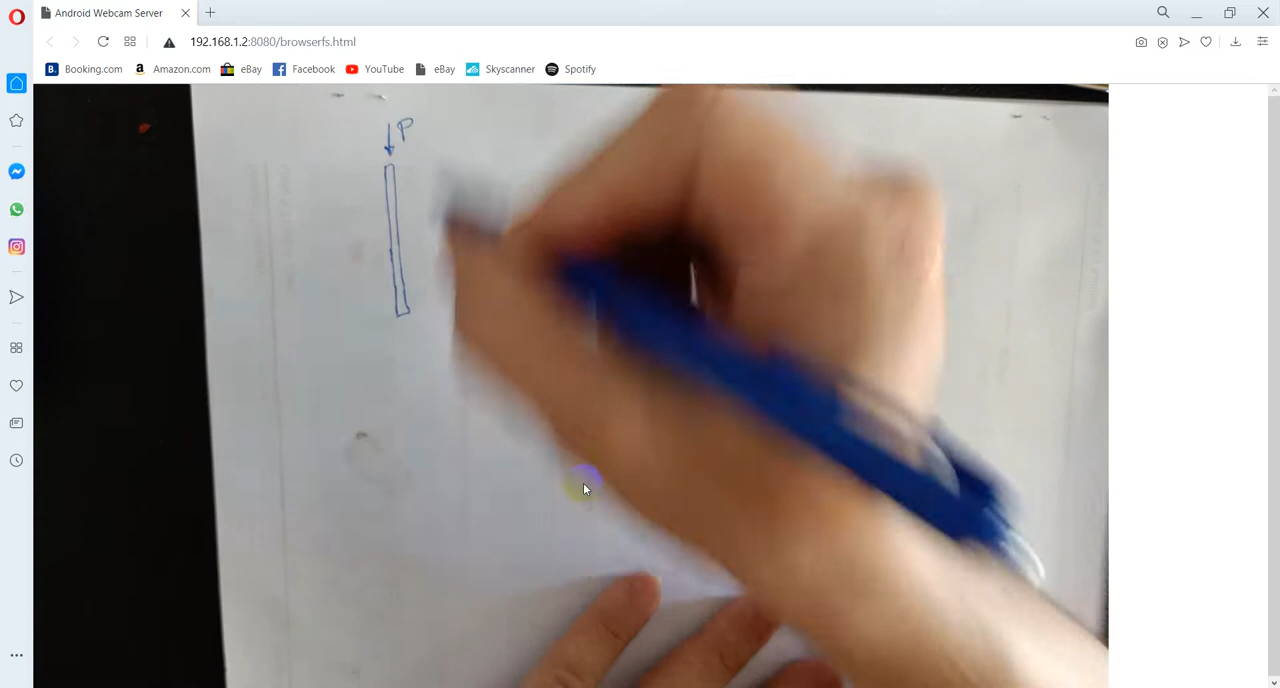 Android Webcam Server
192.168.1.2:8080/browserfs.html
Booking.com
Amazon.com
eBay
Facebook
YouTube
eBay
Skyscanner
Spotify
P